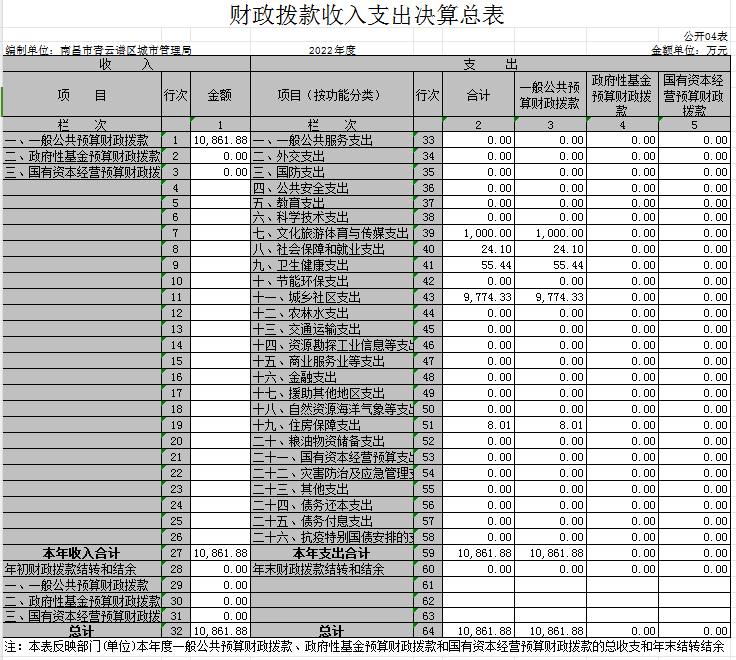 财政拨款收入支出决算总表
公开04表
编制单位：南昌市青云谱区城市管理局 2022年度 金额单位：万元
收 入 支 出
项 目 行次 金额 项目（按功能分类） 行次 合计 一般公共预算财政拨款 政府性基金预算财政拨款 国有资本经营预算财政拨款
栏 次 1 栏 次 2 3 4 5
一、一般公共预算财政拨款 1 10,861.88 一、一般公共服务支出 33 0.00 0.00 0.00 0.00
二、政府性基金预算财政拨款 2 0.00 二、外交支出 34 0.00 0.00 0.00 0.00
三、国有资本经营预算财政拨 3 0.00 三、国防支出 35 0.00 0.00 0.00 0.00
4 四、公共安全支出 36 0.00 0.00 0.00 0.00
5 五、教育支出 37 0.00 0.00 0.00 0.00
6 六、科学技术支出 38 0.00 0.00 0.00 0.00
7 七、文化旅游体育与传媒支出 39 1,000.00 1,000.00 0.00 0.00
8 八、社会保障和就业支出 40 24.10 24.10 0.00 0.00
9 九、卫生健康支出 41 55.44 55.44 0.00 0.00
10 十、节能环保支出 42 0.00 0.00 0.00 0.00
11 十一、城乡社区支出 43 9,774.33 9,774.33 0.00 0.00
12 十二、农林水支出 44 0.00 0.00 0.00 0.00
13 十三、交通运输支出 45 0.00 0.00 0.00 0.00
14 十四、资源勘探工业信息等支出 46 0.00 0.00 0.00 0.00
15 十五、商业服务业等支出 47 0.00 0.00 0.00 0.00
16 十六、金融支出 48 0.00 0.00 0.00 0.00
17 十七、援助其他地区支出 49 0.00 0.00 0.00 0.00
18 十八、自然资源海洋气象等支出 50 0.00 0.00 0.00 0.00
19 十九、住房保障支出 51 8.01 8.01 0.00 0.00
20 二十、粮油物资储备支出 52 0.00 0.00 0.00 0.00
21 二十一、国有资本经营预算支出 53 0.00 0.00 0.00 0.00
22 二十二、灾害防治及应急管理支 54 0.00 0.00 0.00 0.00
23 二十三、其他支出 55 0.00 0.00 0.00 0.00
24 二十四、债务还本支出 56 0.00 0.00 0.00 0.00
25 二十五、债务付息支出 57 0.00 0.00 0.00 0.00
26 二十六、抗疫特别国债安排的支 58 0.00 0.00 0.00 0.00
本年收入合计 27 10,861.88 本年支出合计 59 10,861.88 10,861.88 0.00 0.00
年初财政拨款结转和结余 28 0.00 年末财政拨款结转和结余 60 0.00 0.00 0.00 0.00
一、一般公共预算财政拨款 29 0.00 61
二、政府性基金预算财政拨款 30 0.00 62
三、国有资本经营预算财政拨 31 0.00 63
总计 32 10,861.88 总计 64 10,861.88 10,861.88 0.00 0.00
注：本表反映部门(单位)本年度一般公共预算财政拨款、政府性基金预算财政拨款和国有资本经营预算财政拨款的总收支和年末结转结余